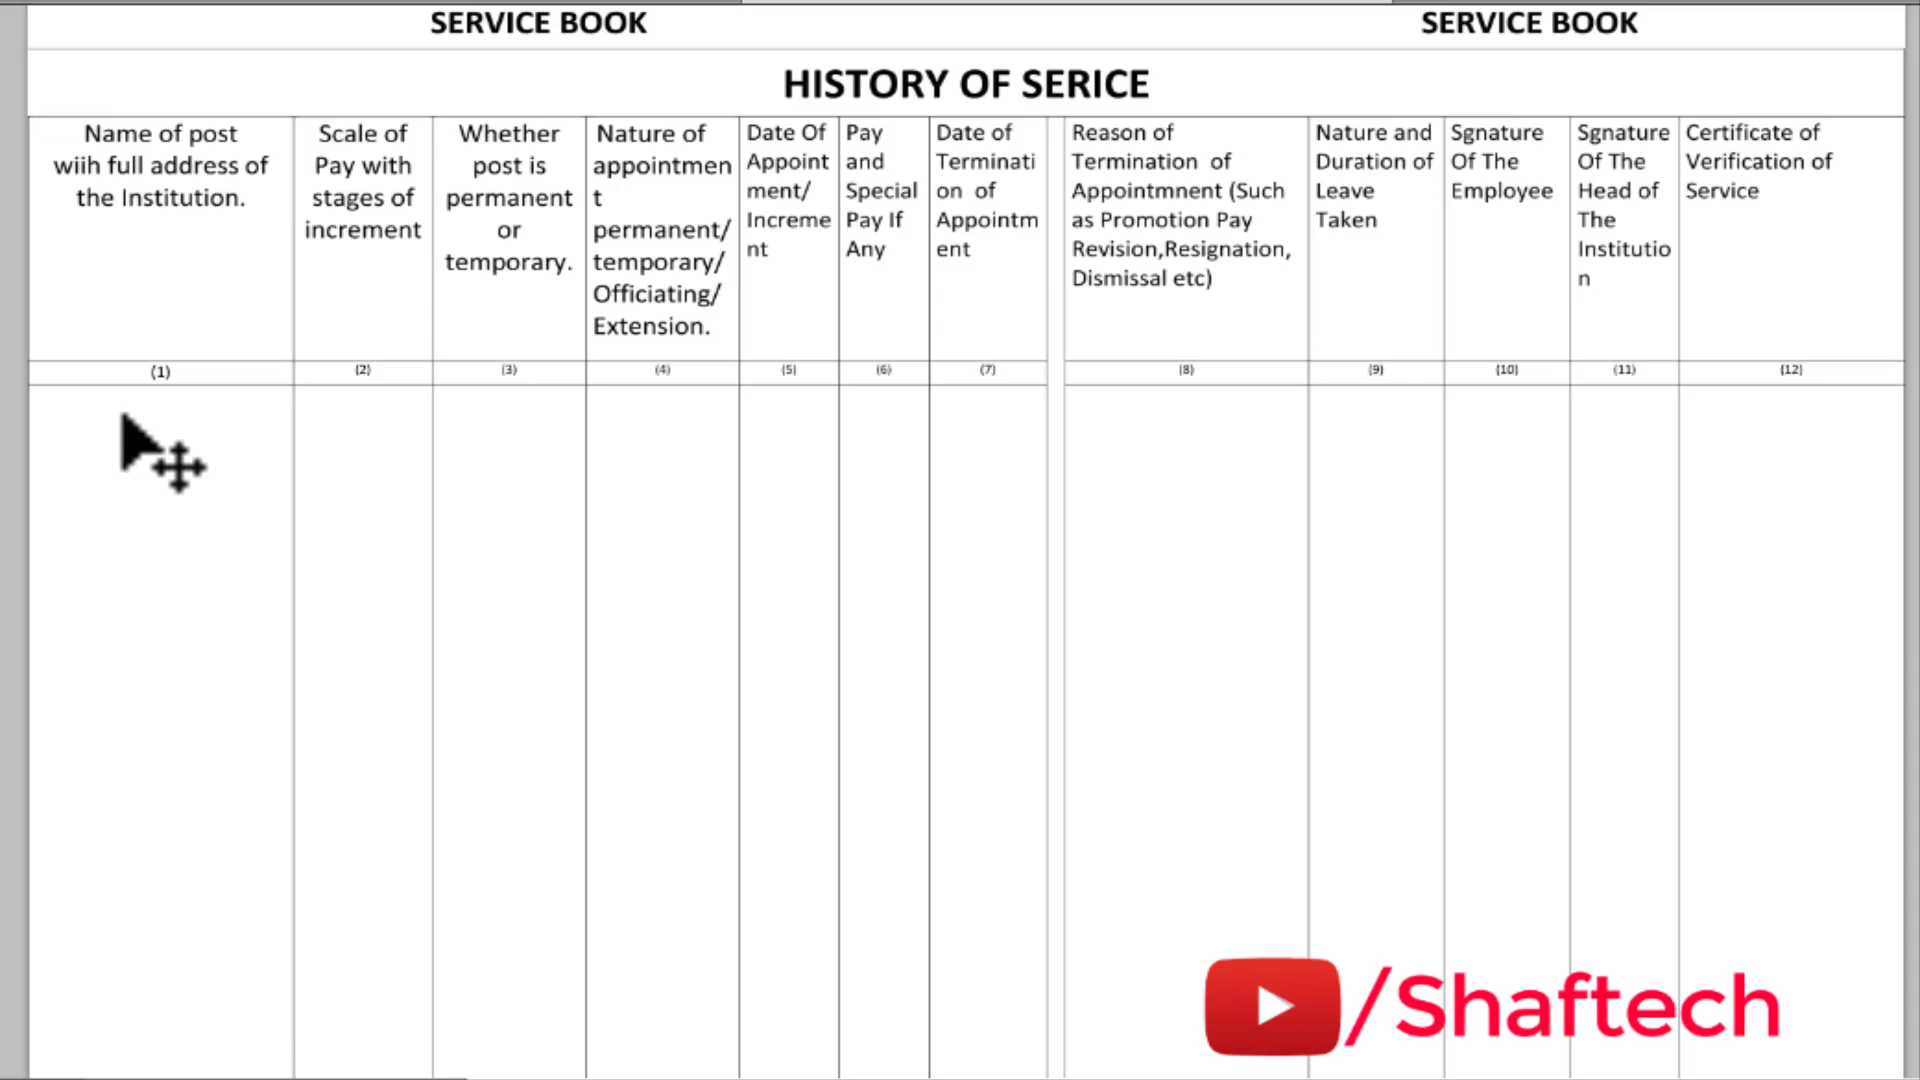 SERVICE BOOK
SERVICE BOOK
HISTORY OF SERICE
Name of post
wiih full address of
the Institution.
Scale of
Pay with
stages of
increment
Whether
post is
permanent
or
temporary.
Nature of
appointmen
t
permanent/
temporary/
Officiating/
Extension.
Date Of
Appoint
ment/
Increme
nt
Pay
and
Special
Pay If
Any
Date of
Terminati
on of
Appointm
ent
Reason of
Termination of
Appointmnent (Such
as Promotion Pay
Revision,Resignation,
Dismissal etc)
Nature and
Duration of
Leave
Taken
Sgnature
Of The
Employee
Sgnature
Of The
Head of
The
Institutio
n
Certificate of
Verification of
Service
(1)
(2)
(3)
(4)
(5)
(6)
(7)
(8)
(9)
(10)
(11)
(12)
/Shaftech